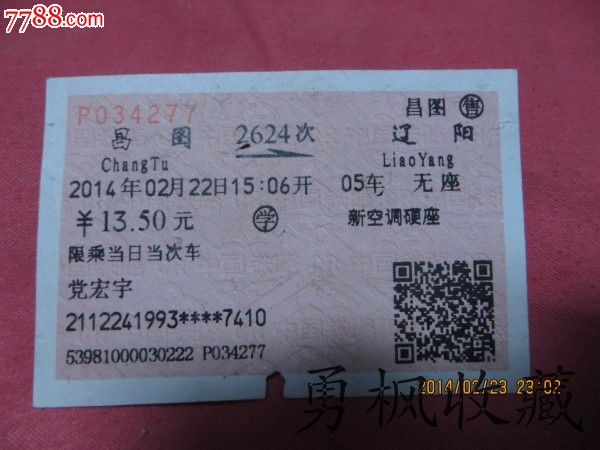 7788.com
P034277
昌图 售
昌图 2624次 辽阳
ChangTu LiaoYang
2014年02月22日15:06开 05车 无座
￥13.50元 学 新空调硬座
限乘当日当次车
党宏宇
2112241993****7410
53981000030222 P034277
2014/02/23 23:02
勇枫收藏